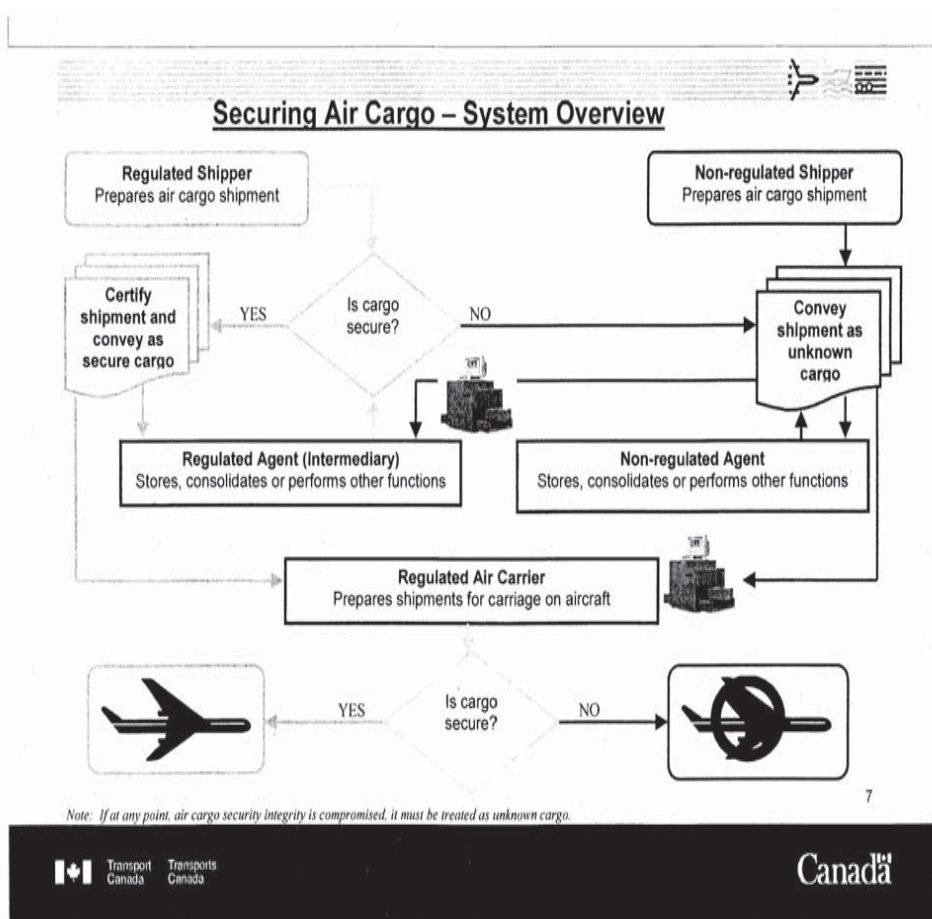 Securing Air Cargo – System Overview
Regulated Shipper
Prepares air cargo shipment
Non-regulated Shipper
Prepares air cargo shipment
Certify
shipment and
convey as
secure cargo
YES
Is cargo
secure?
NO
Convey
shipment as
unknown
cargo
Regulated Agent (Intermediary)
Stores, consolidates or performs other functions
Non-regulated Agent
Stores, consolidates or performs other functions
Regulated Air Carrier
Prepares shipments for carriage on aircraft
YES
Is cargo
secure?
NO
7
Note: If at any point, air cargo security integrity is compromised, it must be treated as unknown cargo.
Transport Transports
Canada Canada
Canada